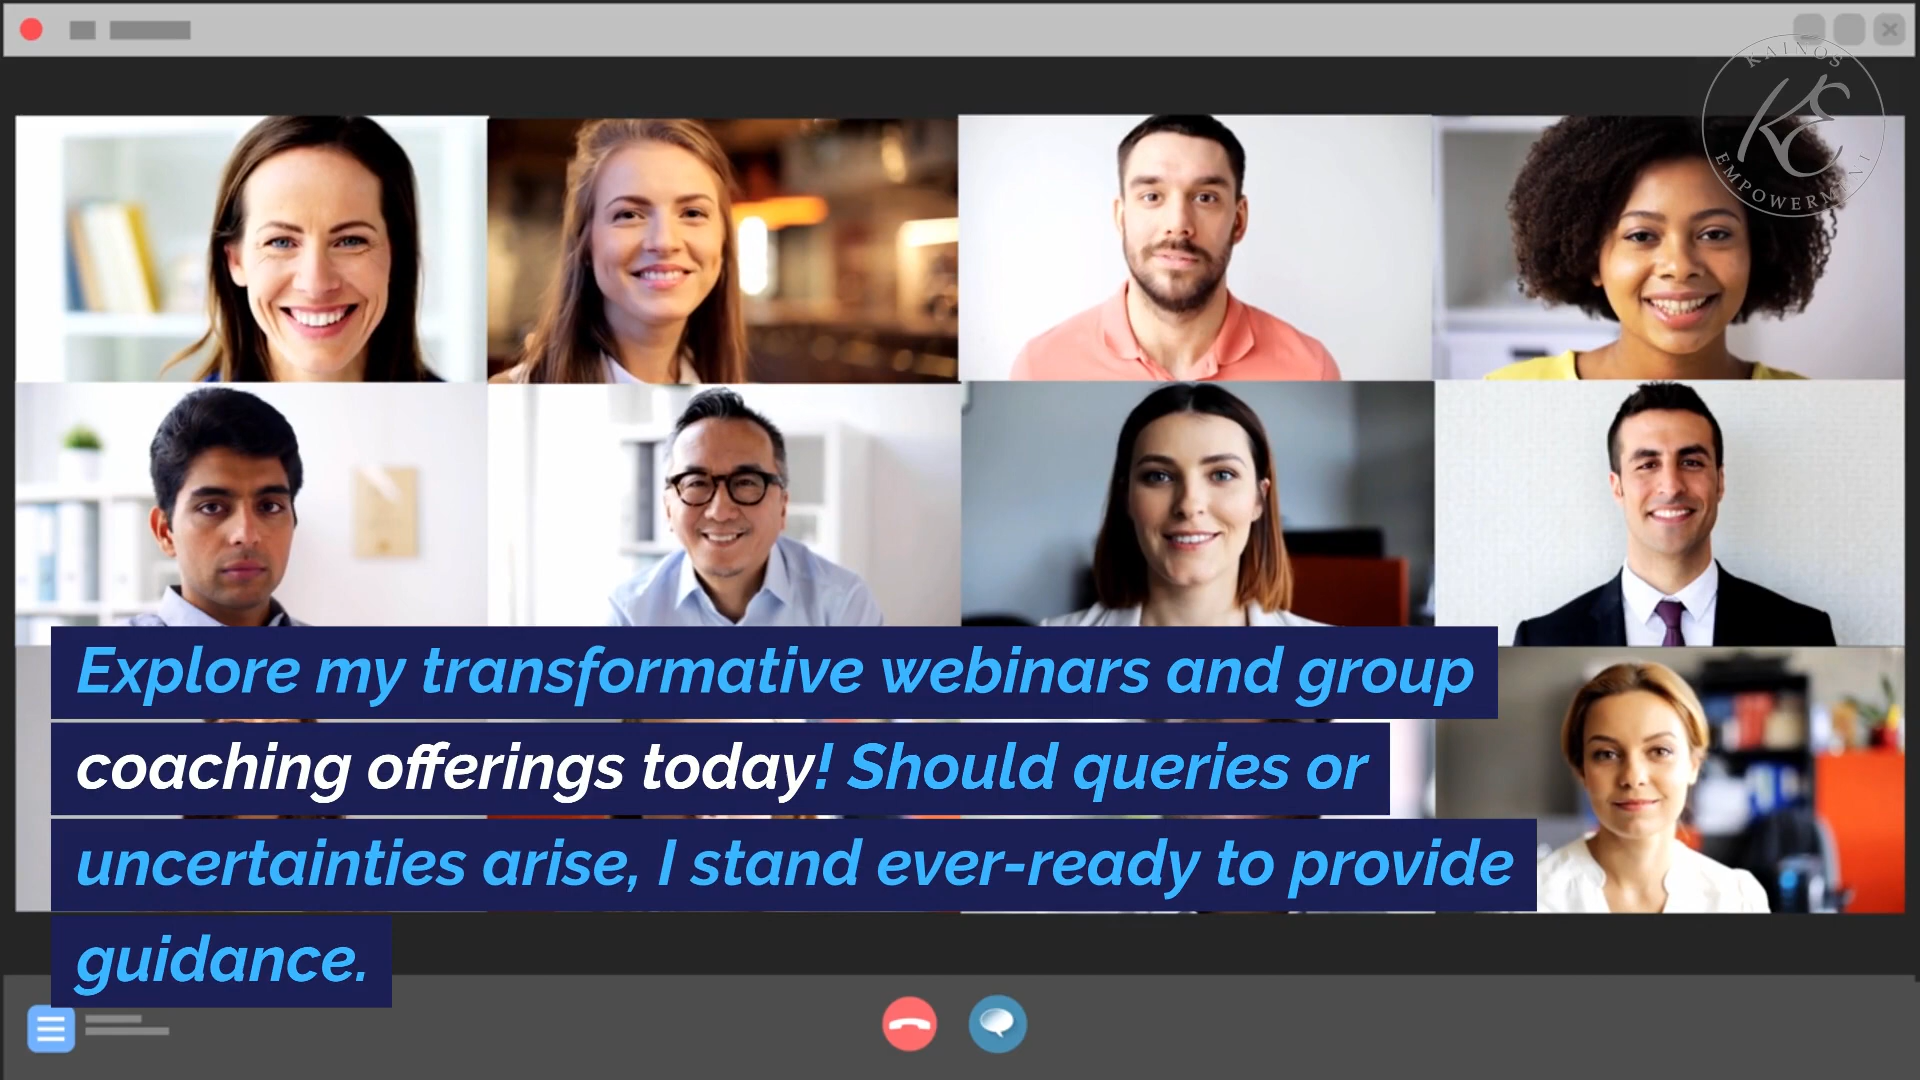 KAINOS
KE
EMPOWERMENT
Explore my transformative webinars and group
coaching offerings today! Should queries or
uncertainties arise, I stand ever-ready to provide
guidance.